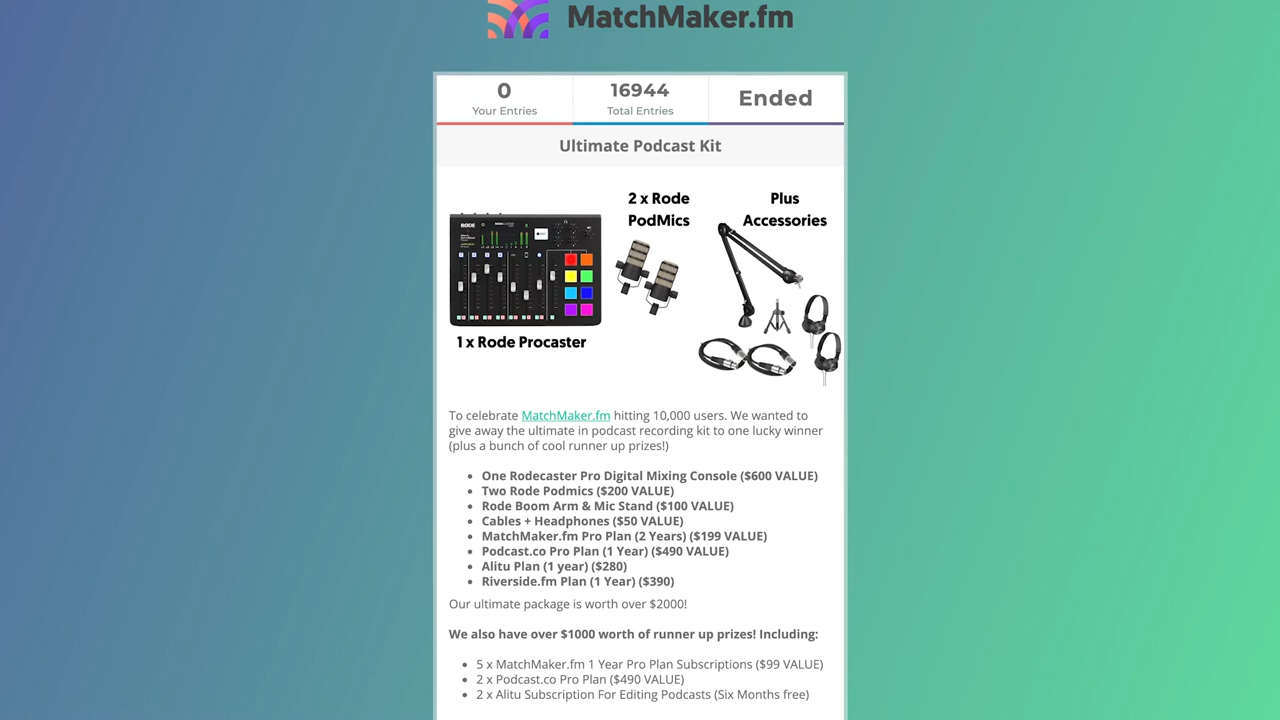 MatchMaker.fm
0
Your Entries
16944
Total Entries
Ended
Ultimate Podcast Kit
2 x Rode
PodMics
Plus
Accessories
RØDE
1 x Rode Procaster
To celebrate MatchMaker.fm hitting 10,000 users. We wanted to
give away the ultimate in podcast recording kit to one lucky winner
(plus a bunch of cool runner up prizes!)
• One Rodecaster Pro Digital Mixing Console ($600 VALUE)
• Two Rode Podmics ($200 VALUE)
• Rode Boom Arm & Mic Stand ($100 VALUE)
• Cables + Headphones ($50 VALUE)
• MatchMaker.fm Pro Plan (2 Years) ($199 VALUE)
• Podcast.co Pro Plan (1 Year) ($490 VALUE)
• Alitu Plan (1 year) ($280)
• Riverside.fm Plan (1 Year) ($390)
Our ultimate package is worth over $2000!
We also have over $1000 worth of runner up prizes! Including:
• 5 x MatchMaker.fm 1 Year Pro Plan Subscriptions ($99 VALUE)
• 2 x Podcast.co Pro Plan ($490 VALUE)
• 2 x Alitu Subscription For Editing Podcasts (Six Months free)